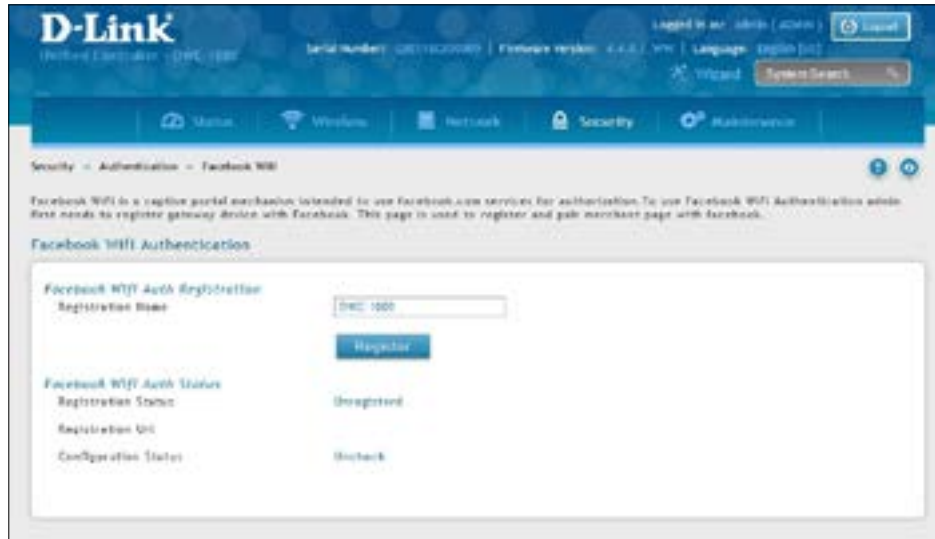 D-Link
Unified Controller - DWC-1000
Logged in as: admin ( ADMIN )
Logout
Serial Number: | Firmware Version: WW | Language: English [US]
Wizard
System Search
Status
Wireless
Network
Security
Maintenance
Security » Authentication » Facebook Wifi
Facebook WiFi is a captive portal mechanism intended to use facebook.com services for authorization. To use Facebook WiFi Authentication admin
first needs to register gateway device with Facebook. This page is used to register and pair merchant page with facebook.
Facebook Wifi Authentication
Facebook Wifi Auth Registration
Registration Name
DWC-1000
Register
Facebook Wifi Auth Status
Registration Status
Unregistered
Registration Url
Configuration Status
Uncheck